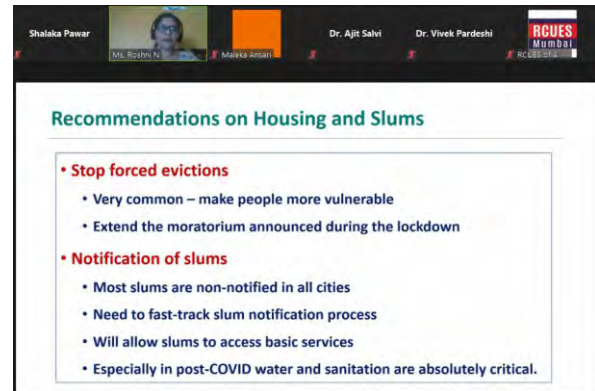 Shalaka Pawar
Dr. Ajit Salvi
Dr. Vivek Pardeshi
RCUES
Mumbai
Ms. Roshni N
Maleka Ansari
Recommendations on Housing and Slums
• Stop forced evictions
• Very common – make people more vulnerable
• Extend the moratorium announced during the lockdown
• Notification of slums
• Most slums are non-notified in all cities
• Need to fast-track slum notification process
• Will allow slums to access basic services
• Especially in post-COVID water and sanitation are absolutely critical.